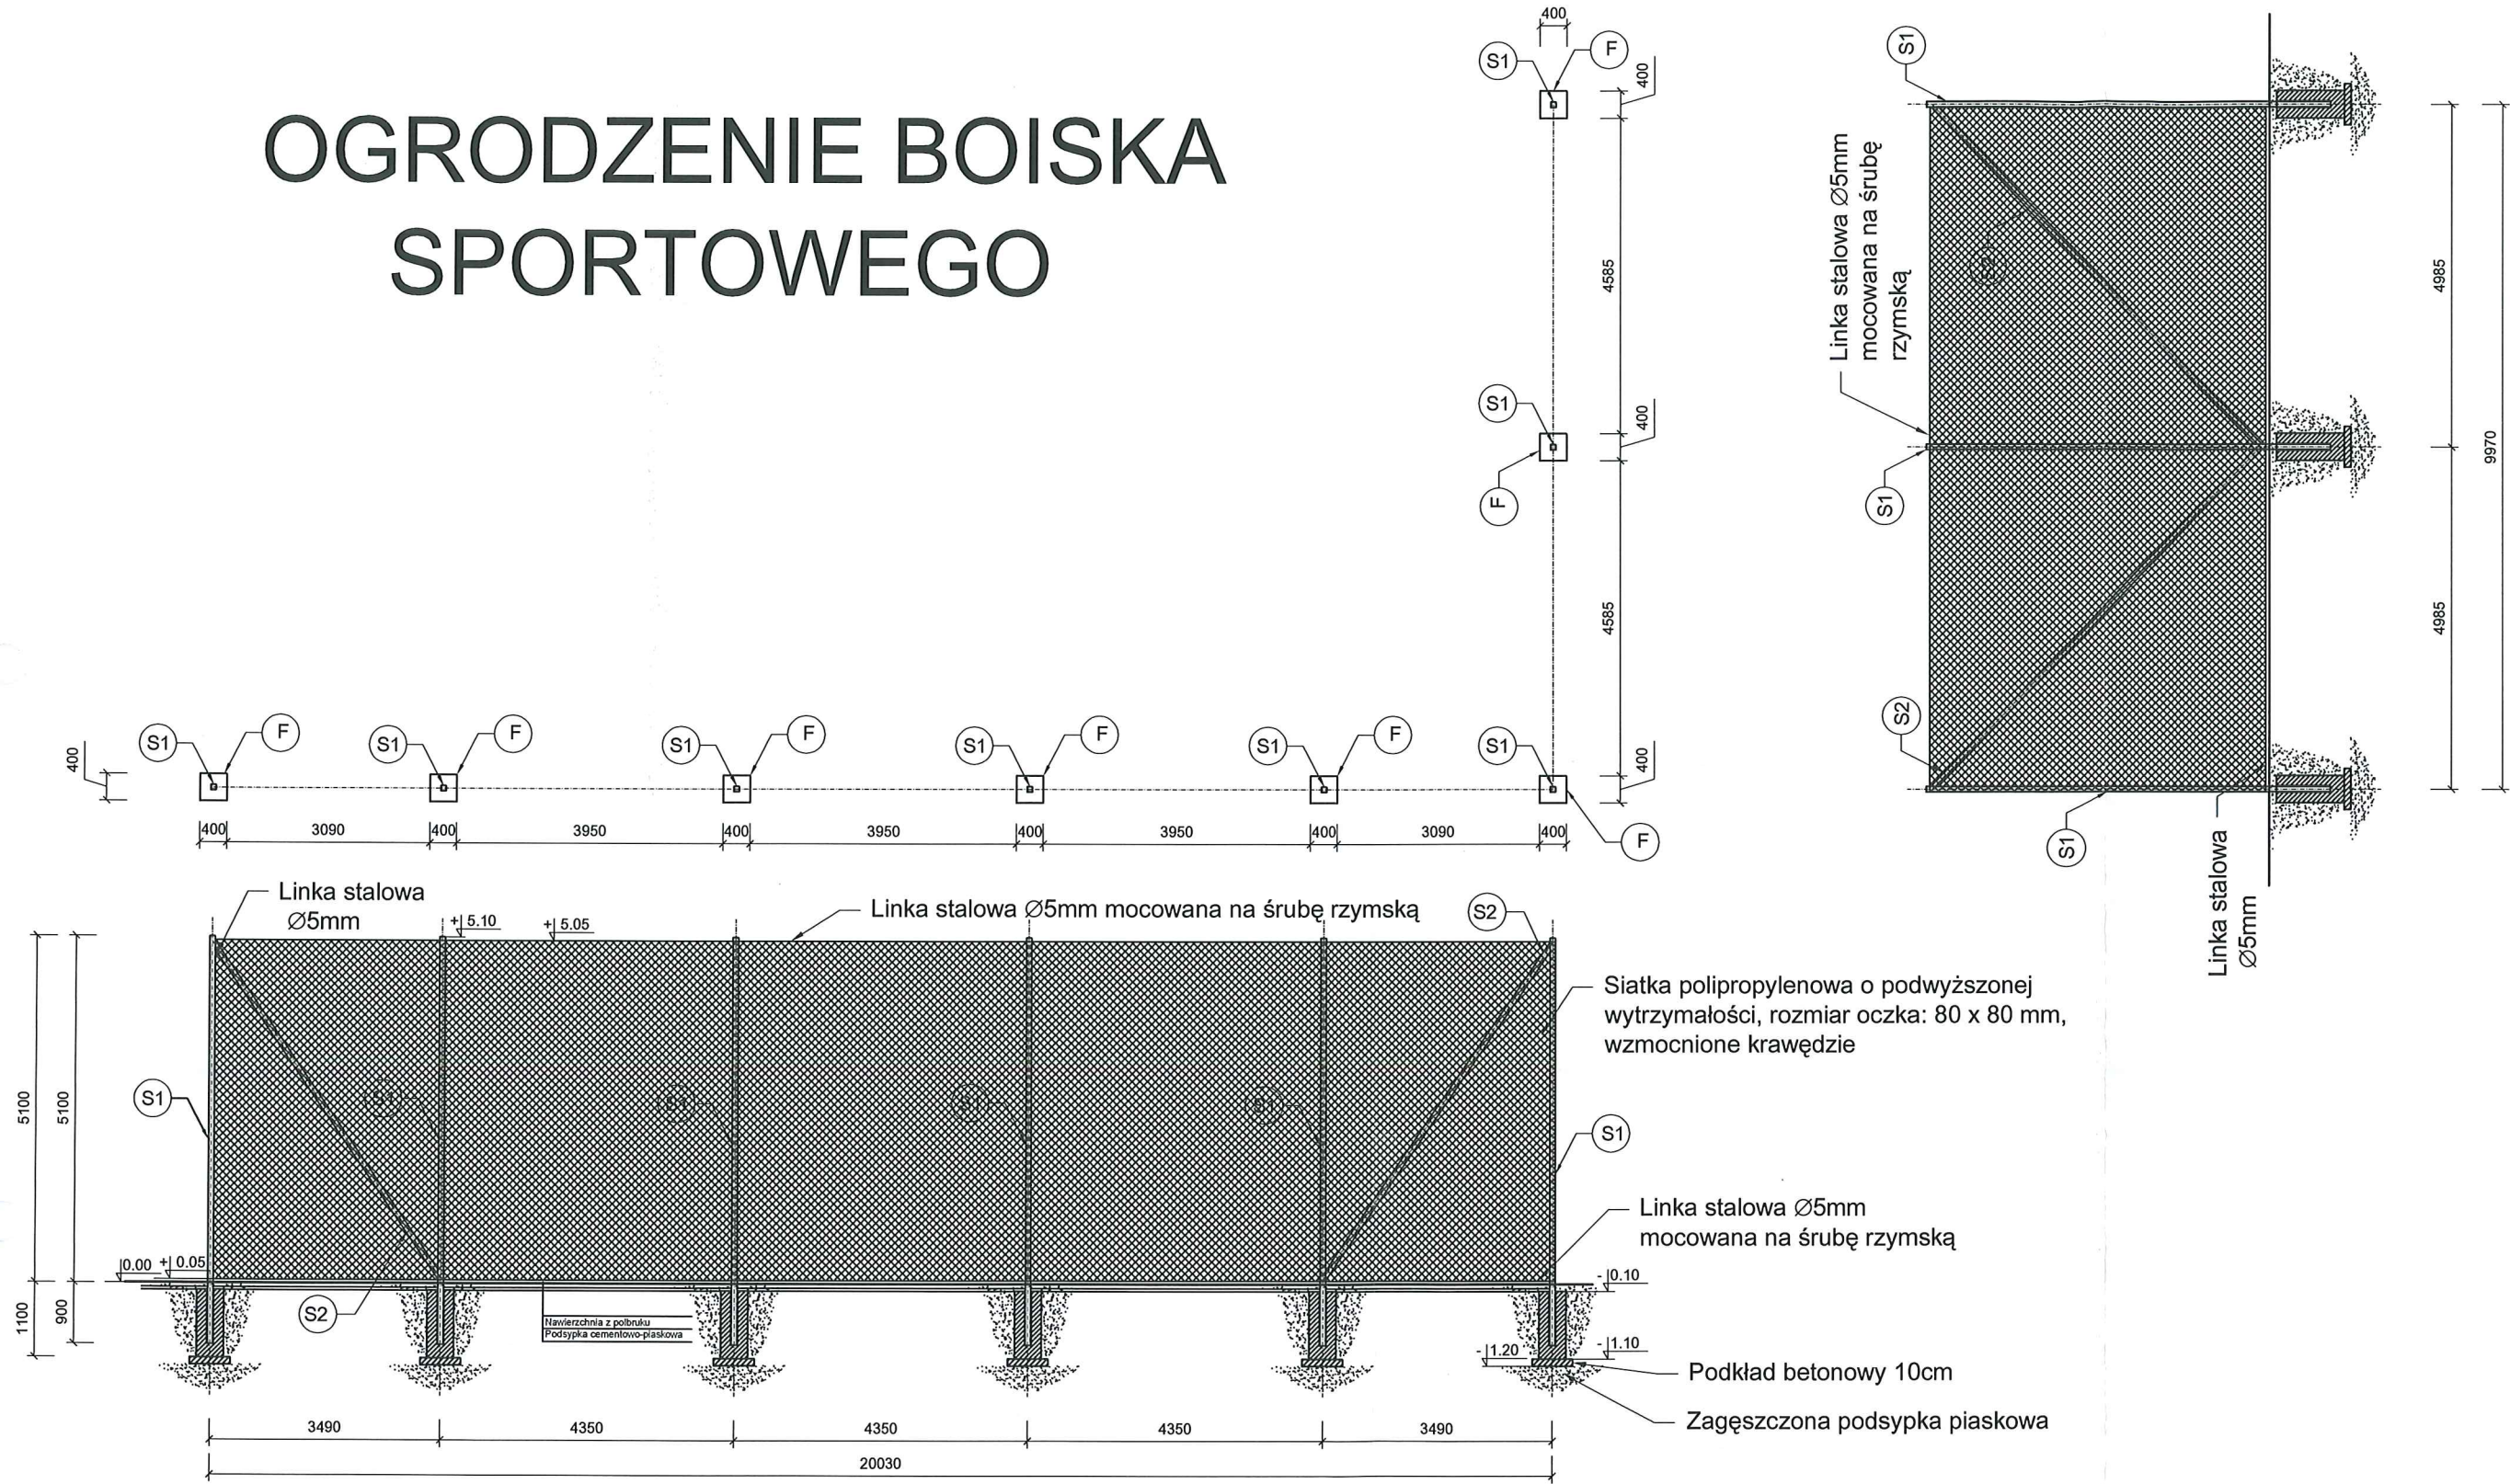 OGRODZENIE BOISKA
SPORTOWEGO
400
S1
F
400
4585
S1
400
F
4585
400
S1
F
S1
F
S1
F
S1
F
S1
F
S1
F
400
400
3090
400
3950
400
3950
400
3950
400
3090
400
S1
Linka stalowa Ø5mm
mocowana na śrubę
rzymską
S2
S1
S2
S1
Linka stalowa
Ø5mm
4985
4985
9970
Linka stalowa
Ø5mm
+ 5.10
+ 5.05
Linka stalowa Ø5mm mocowana na śrubę rzymską
S2
Siatka polipropylenowa o podwyższonej
wytrzymałości, rozmiar oczka: 80 x 80 mm,
wzmocnione krawędzie
5100
5100
S1
S1
S1
S1
S1
S1
Linka stalowa Ø5mm
mocowana na śrubę rzymską
0.00
+ 0.05
- 0.10
1100
900
S2
Nawierzchnia z polbruku
Podsypka cementowo-piaskowa
- 1.20
- 1.10
Podkład betonowy 10cm
Zagęszczona podsypka piaskowa
3490
4350
4350
4350
3490
20030